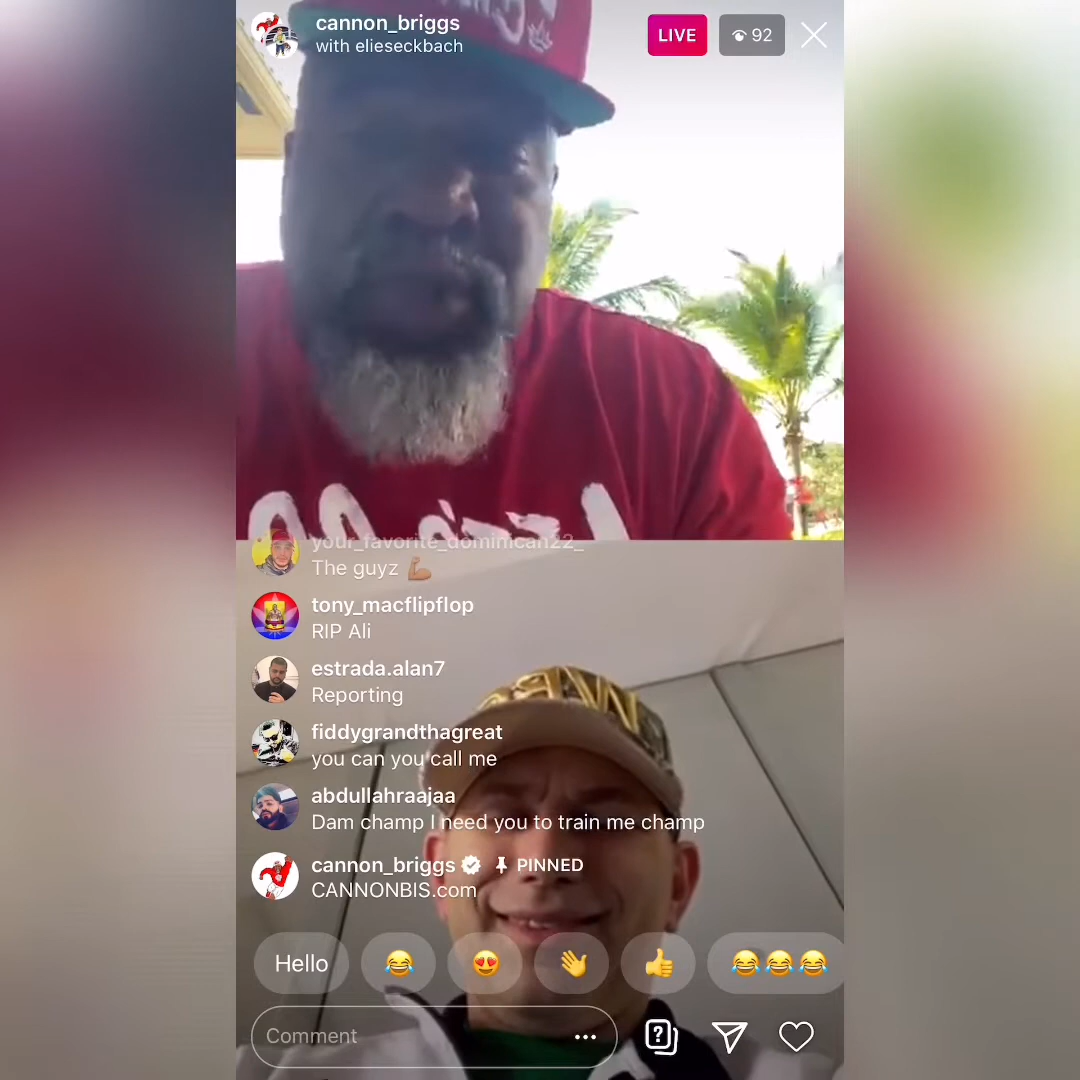 cannon_briggs
with elieseckbach
LIVE
92
your_favorite_dominican22_
The guyz 💪🏽
tony_macflipflop
RIP Ali
estrada.alan7
Reporting
fiddygrandthagreat
you can you call me
abdullahraajaa
Dam champ I need you to train me champ
cannon_briggs PINNED
CANNONBIS.com
Hello 😂 😍 👋 👍 😂😂😂
Comment